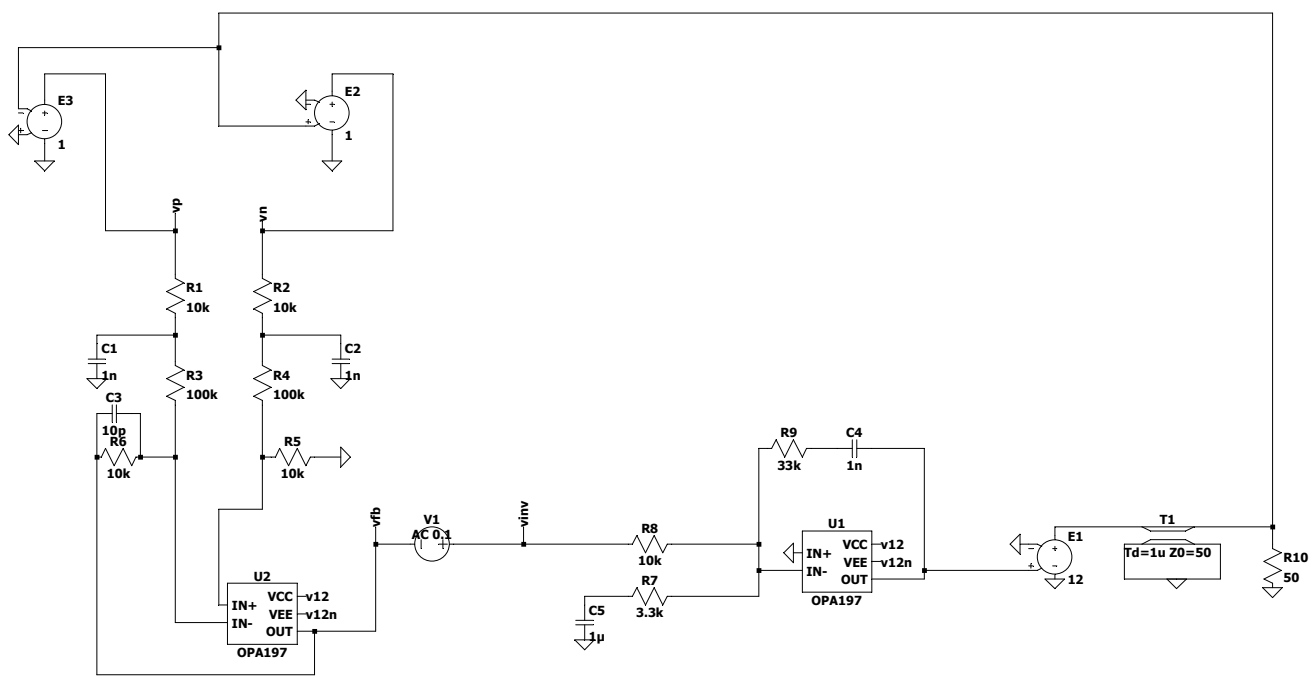 E3
1
E2
1
vp
vn
R1
10k
R2
10k
C1
1n
C2
1n
R3
100k
R4
100k
C3
10p
R6
10k
R5
10k
vfb
V1
AC 0.1
vinv
R8
10k
R7
3.3k
C5
1µ
R9
33k
C4
1n
U1
IN+
IN-
VCC
VEE
OUT
v12
v12n
OPA197
U2
IN+
IN-
VCC
VEE
OUT
v12
v12n
OPA197
E1
12
T1
Td=1u Z0=50
R10
50